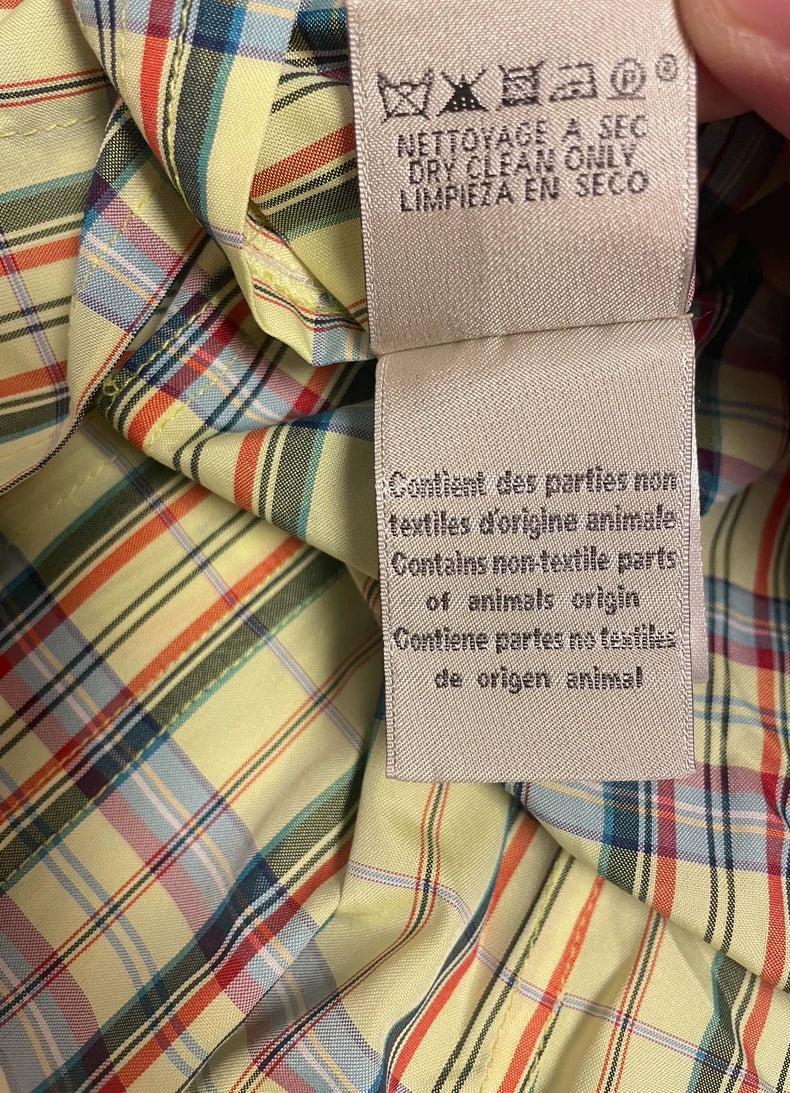 P ®
NETTOYAGE A SEC
DRY CLEAN ONLY
LIMPIEZA EN SECO
Contient des parties non
textiles d'origine animale
Contains non-textile parts
of animals origin
Contiene partes no textiles
de origen animal